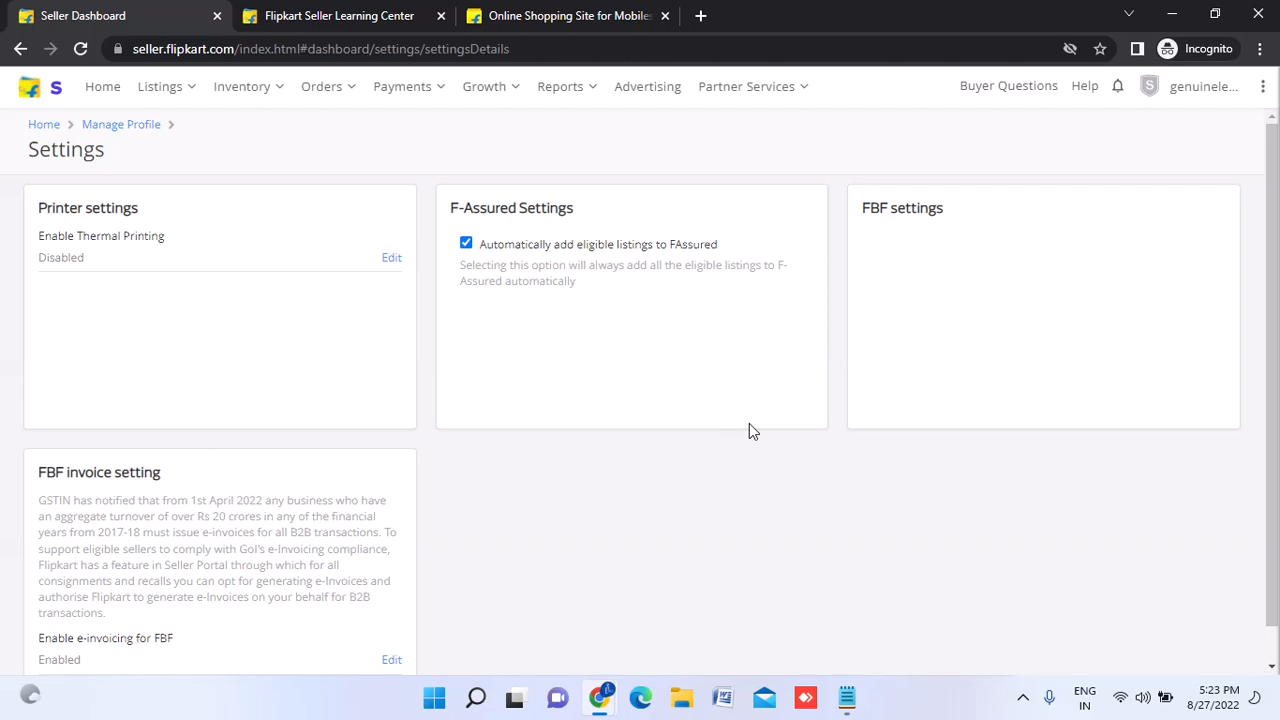 Seller Dashboard
Flipkart Seller Learning Center
Online Shopping Site for Mobile
seller.flipkart.com/index.html#dashboard/settings/settingsDetails
Incognito
S Home Listings Inventory Orders Payments Growth Reports Advertising Partner Services Buyer Questions Help S genuinele...
Home Manage Profile
Settings
Printer settings
Enable Thermal Printing
Disabled Edit
F-Assured Settings
Automatically add eligible listings to FAssured
Selecting this option will always add all the eligible listings to F-
Assured automatically
FBF settings
FBF invoice setting
GSTIN has notified that from 1st April 2022 any business who have
an aggregate turnover of over Rs 20 crores in any of the financial
years from 2017-18 must issue e-invoices for all B2B transactions. To
support eligible sellers to comply with GoI's e-Invoicing compliance,
Flipkart has a feature in Seller Portal through which for all
consignments and recalls you can opt for generating e-Invoices and
authorise Flipkart to generate e-Invoices on your behalf for B2B
transactions.
Enable e-invoicing for FBF
Enabled Edit
ENG
IN
5:23 PM
8/27/2022